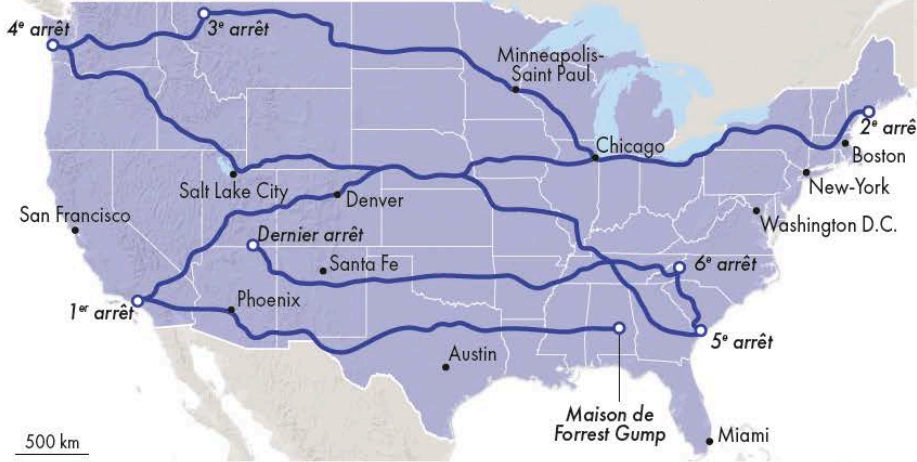 4e arrêt
3e arrêt
Minneapolis-
Saint Paul
2e arrê
Chicago
Boston
Salt Lake City
New-York
Denver
San Francisco
Washington D.C.
Dernier arrêt
Santa Fe
6e arrêt
Phoenix
1er arrêt
5e arrêt
Austin
Maison de
Forrest Gump
Miami
500 km